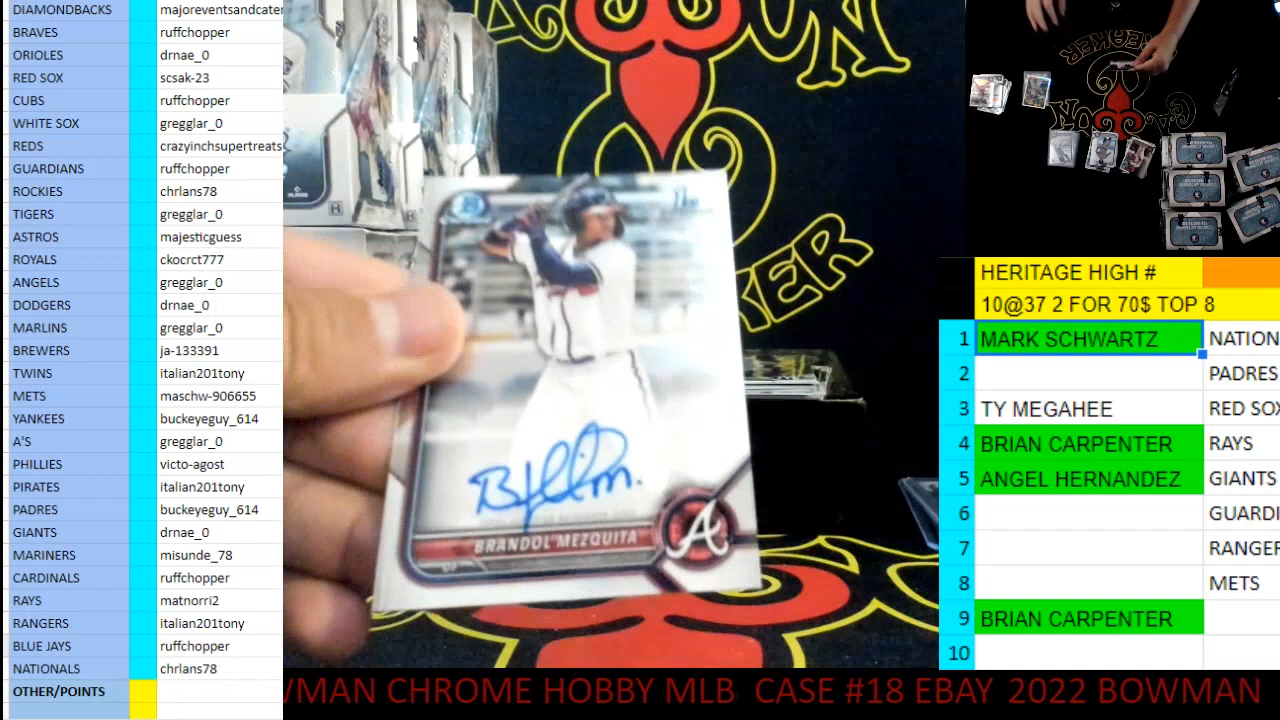 DIAMONDBACKS majoreventsandcater
BRAVES ruffchopper
ORIOLES drnae_0
RED SOX scsak-23
CUBS ruffchopper
WHITE SOX gregglar_0
REDS crazyinchsupertreats
GUARDIANS ruffchopper
ROCKIES chrlans78
TIGERS gregglar_0
ASTROS majesticguess
ROYALS ckocrct777
ANGELS gregglar_0
DODGERS drnae_0
MARLINS gregglar_0
BREWERS ja-133391
TWINS italian201tony
METS maschw-906655
YANKEES buckeyeguy_614
A'S gregglar_0
PHILLIES victo-agost
PIRATES italian201tony
PADRES buckeyeguy_614
GIANTS drnae_0
MARINERS misunde_78
CARDINALS ruffchopper
RAYS matnorri2
RANGERS italian201tony
BLUE JAYS ruffchopper
NATIONALS chrlans78
OTHER/POINTS
1st
BRANDOL MEZQUITA
OF
A
HERITAGE HIGH #
10@37 2 FOR 70$ TOP 8
1 MARK SCHWARTZ NATION
2 PADRES
3 TY MEGAHEE RED SOX
4 BRIAN CARPENTER RAYS
5 ANGEL HERNANDEZ GIANTS
6 GUARDI
7 RANGER
8 METS
9 BRIAN CARPENTER
10
WMAN CHROME HOBBY MLB CASE #18 EBAY 2022 BOWMAN